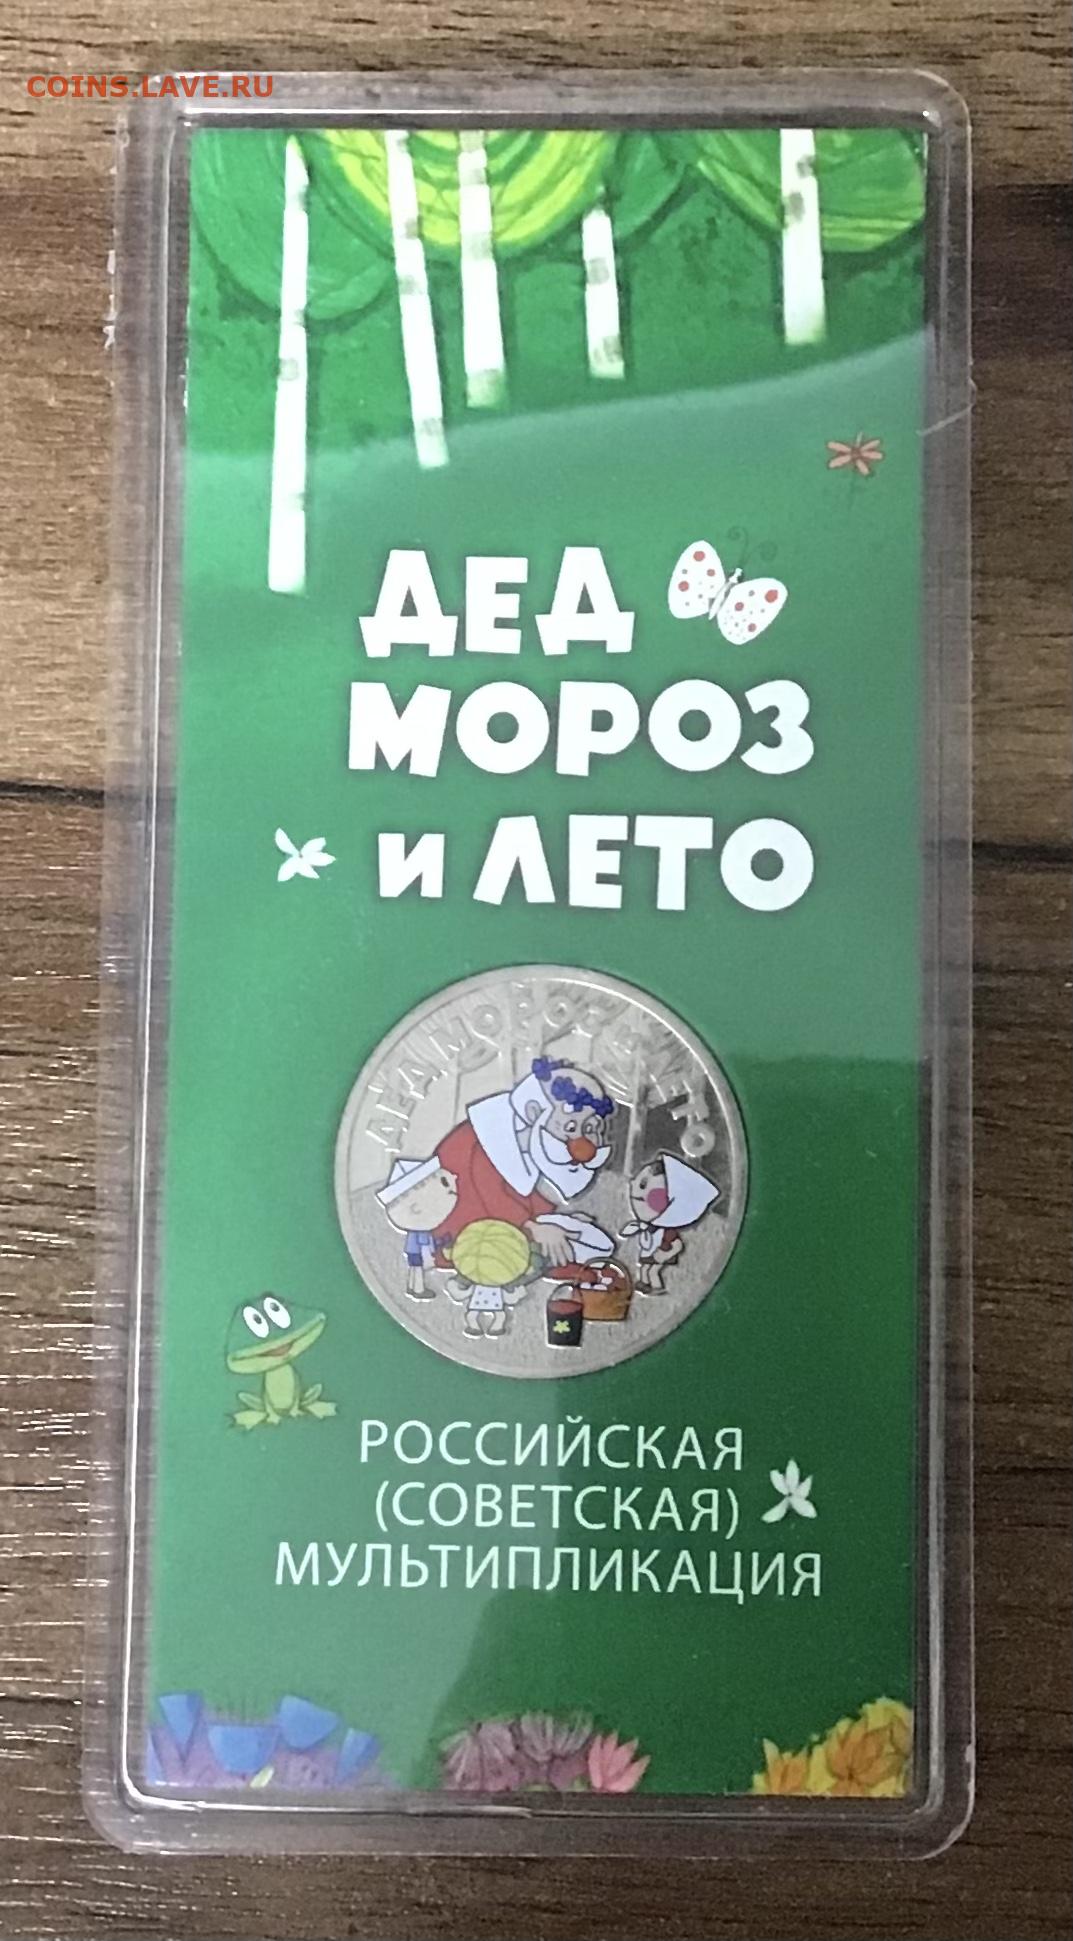 COINS.LAVE.RU
ДЕД
МОРОЗ
и ЛЕТО
ДЕД МОРОЗ и ЛЕТО
РОССИЙСКАЯ
(СОВЕТСКАЯ)
МУЛЬТИПЛИКАЦИЯ